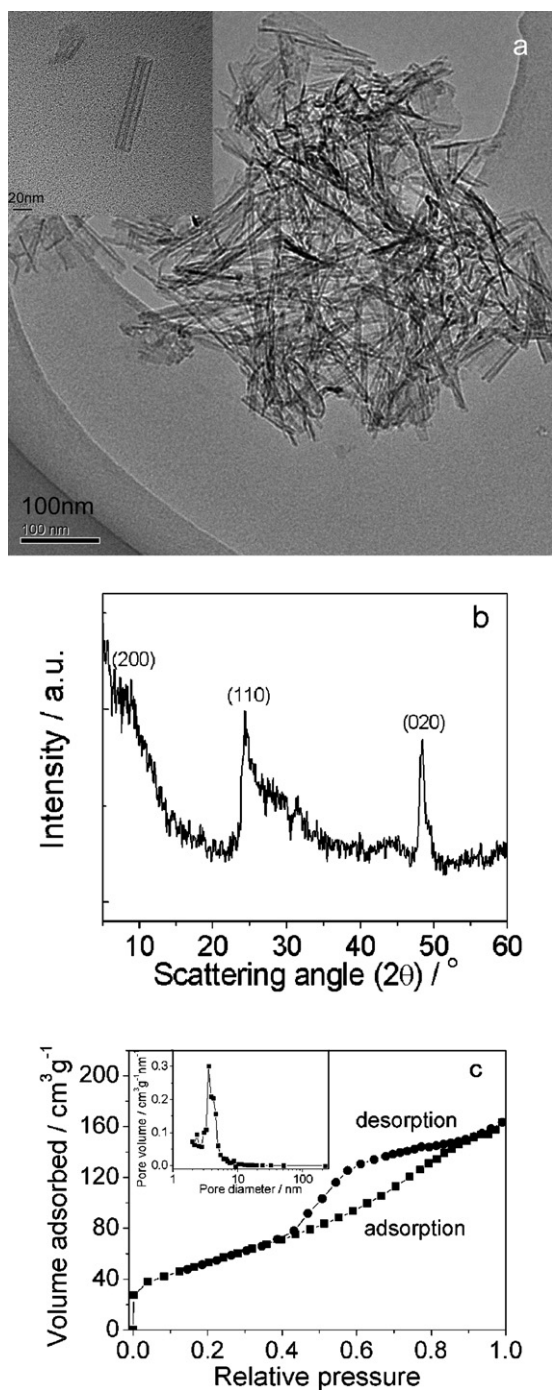 a
20nm
100nm
100 nm
b
Intensity / a.u.
(200)
(110)
(020)
10 20 30 40 50 60
Scattering angle (2θ) / °
c
Volume adsorbed / cm³g⁻¹
200
160
120
80
40
0
Pore volume / cm³g⁻¹nm⁻¹
0.3
0.2
0.1
0.0
1 10 100
Pore diameter / nm
desorption
adsorption
0.0 0.2 0.4 0.6 0.8 1.0
Relative pressure